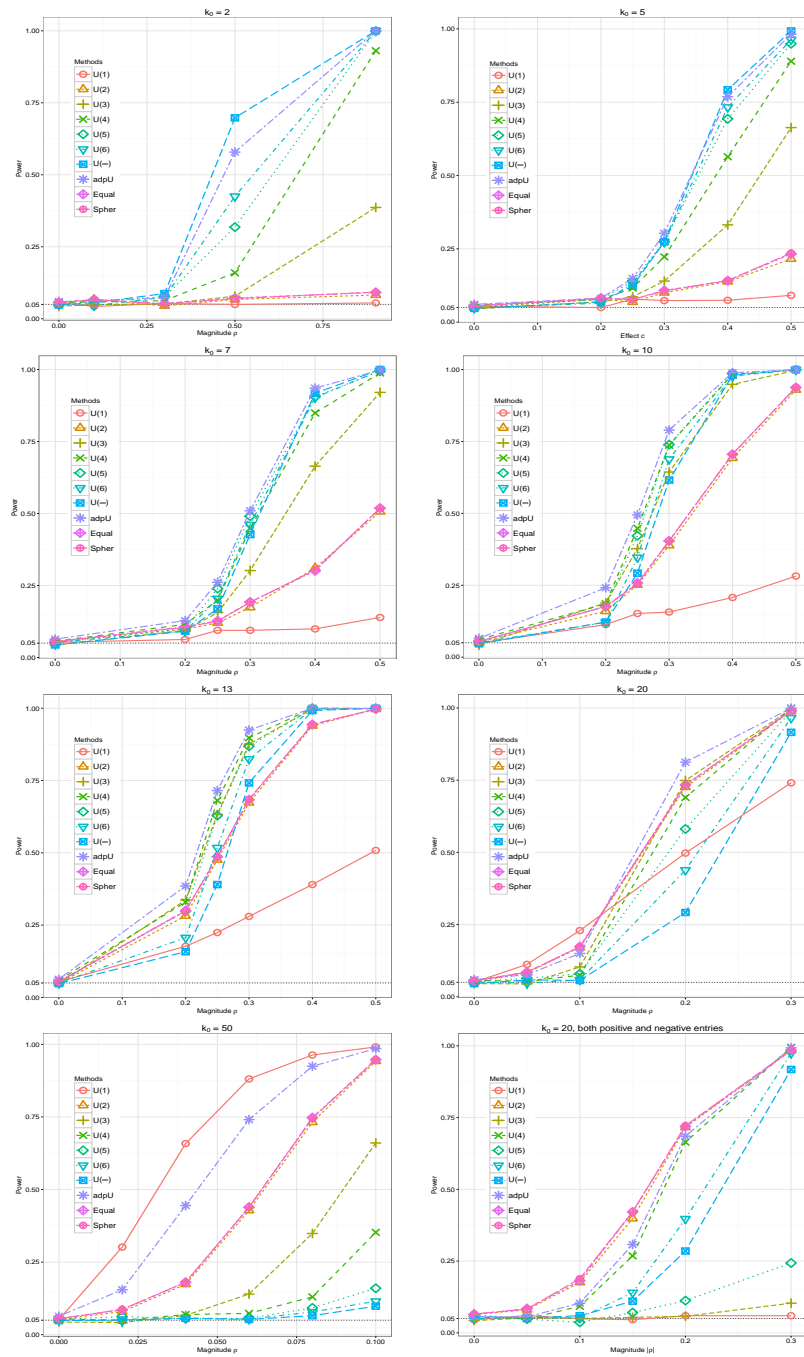 k₀ = 2
1.00
0.75
0.50
0.25
0.05
0.00
Power
Methods
U(1)
U(2)
U(3)
U(4)
U(5)
U(6)
U(∞)
adpU
Equal
Spher
0.00
0.25
0.50
0.75
Magnitude ρ
k₀ = 5
1.00
0.75
0.50
0.25
0.05
0.00
Power
Methods
U(1)
U(2)
U(3)
U(4)
U(5)
U(6)
U(∞)
adpU
Equal
Spher
0.0
0.1
0.2
0.3
0.4
0.5
Effect c
k₀ = 7
1.00
0.75
0.50
0.25
0.05
0.00
Power
Methods
U(1)
U(2)
U(3)
U(4)
U(5)
U(6)
U(∞)
adpU
Equal
Spher
0.0
0.1
0.2
0.3
0.4
0.5
Magnitude ρ
k₀ = 10
1.00
0.75
0.50
0.25
0.05
0.00
Power
Methods
U(1)
U(2)
U(3)
U(4)
U(5)
U(6)
U(∞)
adpU
Equal
Spher
0.0
0.1
0.2
0.3
0.4
0.5
Magnitude ρ
k₀ = 13
1.00
0.75
0.50
0.25
0.05
0.00
Power
Methods
U(1)
U(2)
U(3)
U(4)
U(5)
U(6)
U(∞)
adpU
Equal
Spher
0.0
0.1
0.2
0.3
0.4
0.5
Magnitude ρ
k₀ = 20
1.00
0.75
0.50
0.25
0.05
0.00
Power
Methods
U(1)
U(2)
U(3)
U(4)
U(5)
U(6)
U(∞)
adpU
Equal
Spher
0.0
0.1
0.2
0.3
Magnitude ρ
k₀ = 50
1.00
0.75
0.50
0.25
0.05
0.00
Power
Methods
U(1)
U(2)
U(3)
U(4)
U(5)
U(6)
U(∞)
adpU
Equal
Spher
0.000
0.025
0.050
0.075
0.100
Magnitude ρ
k₀ = 20, both positive and negative entries
1.00
0.75
0.50
0.25
0.05
0.00
Power
Methods
U(1)
U(2)
U(3)
U(4)
U(5)
U(6)
U(∞)
adpU
Equal
Spher
0.0
0.1
0.2
0.3
Magnitude |ρ|